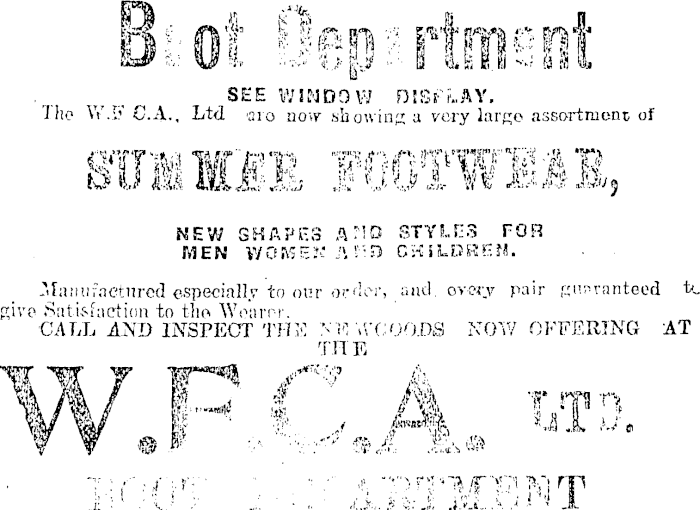 Boot Department
SEE WINDOW DISPLAY.
The W.F C.A., Ltd are now showing a very large assortment of
SUMMER FOOTWEAR,
NEW SHAPES AND STYLES FOR
MEN WOMEN AND CHILDREN.
Manufactured especially to our order, and every pair guaranteed to
give Satisfaction to the Wearer.
CALL AND INSPECT THE NEW GOODS NOW OFFERING AT
THE
W.F.C.A. LTD.
BOOT DEPARTMENT